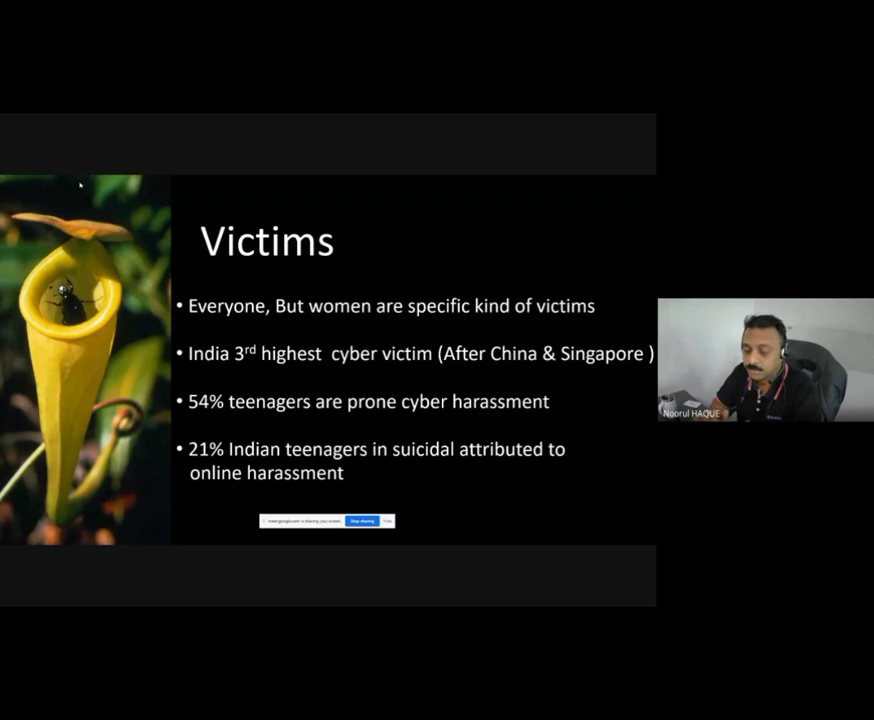 Victims
• Everyone, But women are specific kind of victims
• India 3rd highest cyber victim (After China & Singapore )
• 54% teenagers are prone cyber harassment
• 21% Indian teenagers in suicidal attributed to
online harassment
meet.google.com is sharing your screen. Stop sharing Hide
Noorul HAQUE